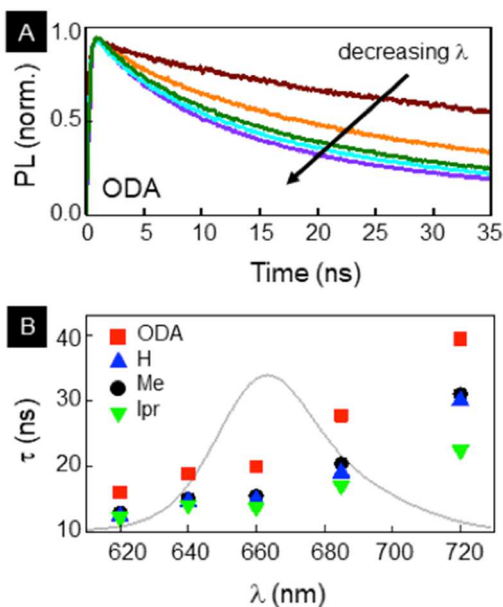 A
1.0
0.5
0.0
PL (norm.)
decreasing λ
ODA
0 5 10 15 20 25 30 35
Time (ns)
B
40
30
20
10
τ (ns)
ODA
H
Me
Ipr
620 640 660 680 700 720
λ (nm)